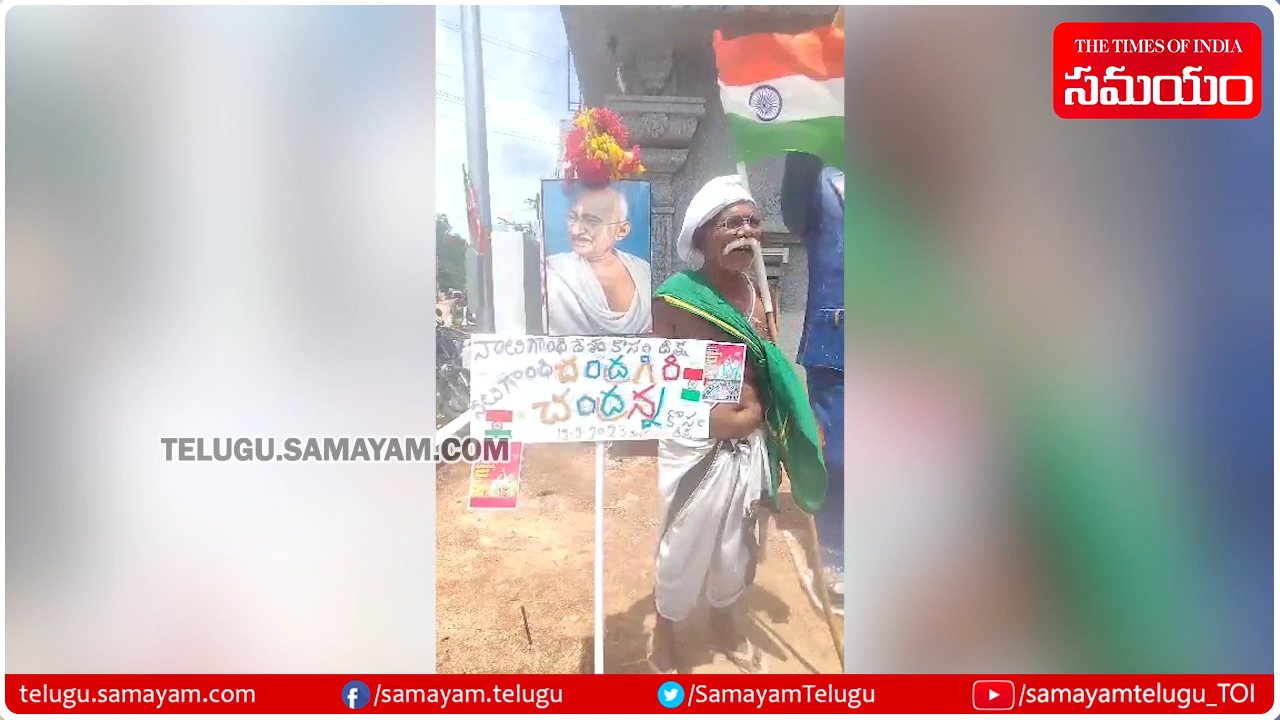 THE TIMES OF INDIA
సమయం
నాటి గాంధీ దేశం కోసం దీక్ష
నేటి గాంధీ చంద్రగిరి
చంద్రన్న కోసం
19-9-2023
దీక్ష
TELUGU.SAMAYAM.COM
telugu.samayam.com
/samayam.telugu
/SamayamTelugu
/samayamtelugu_TOI